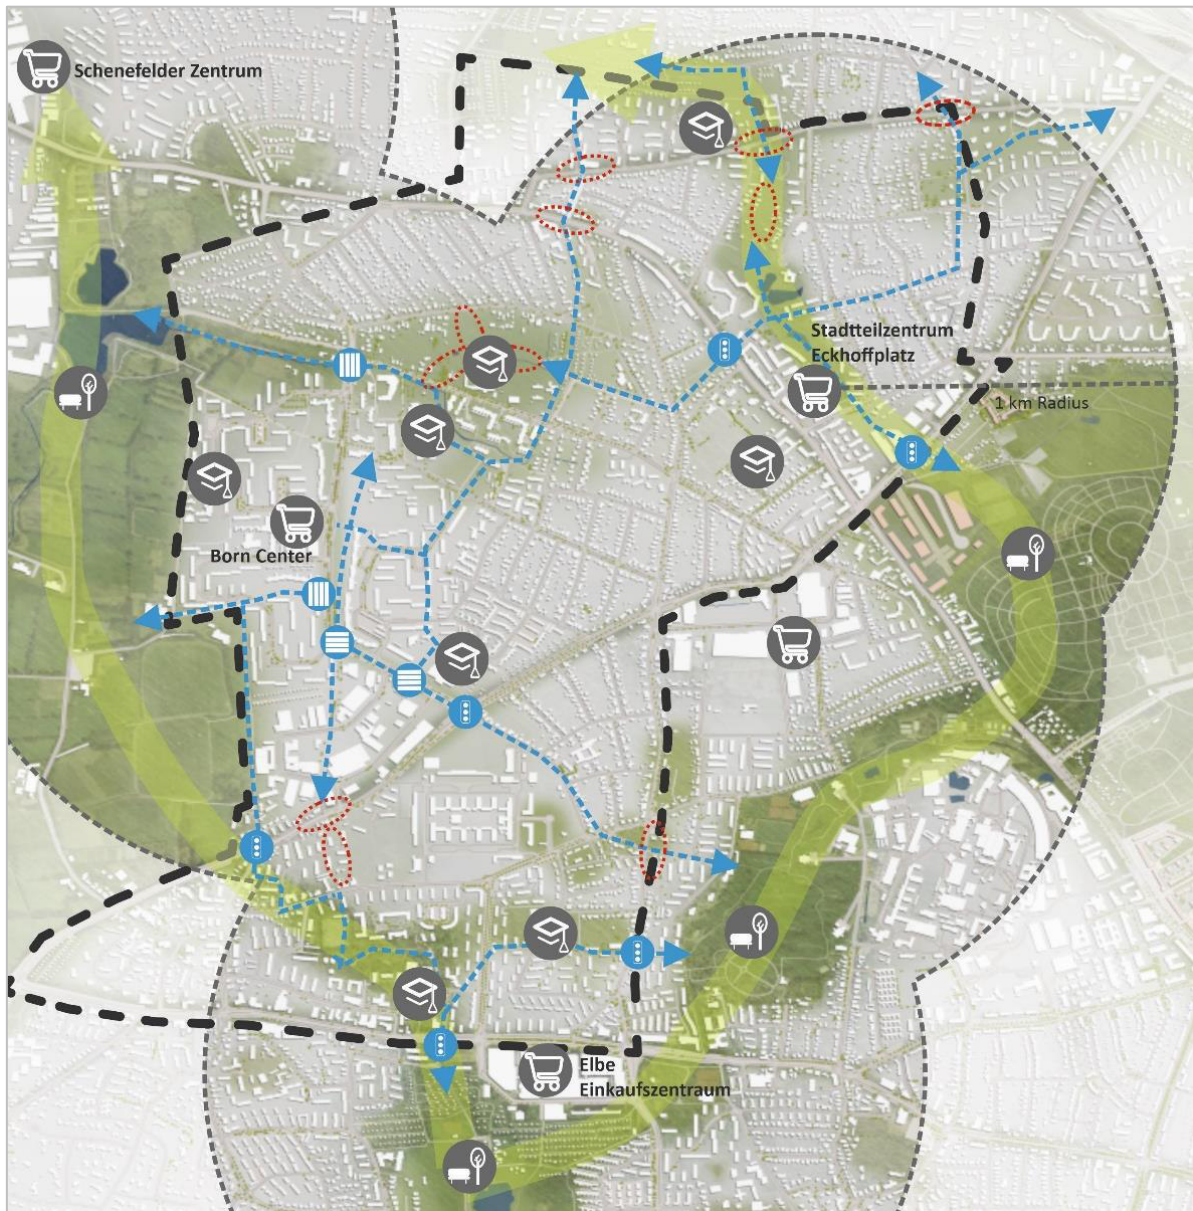 Schenefelder Zentrum
Stadtteilzentrum
Eckhoffplatz
1 km Radius
Born Center
Elbe
Einkaufszentraum